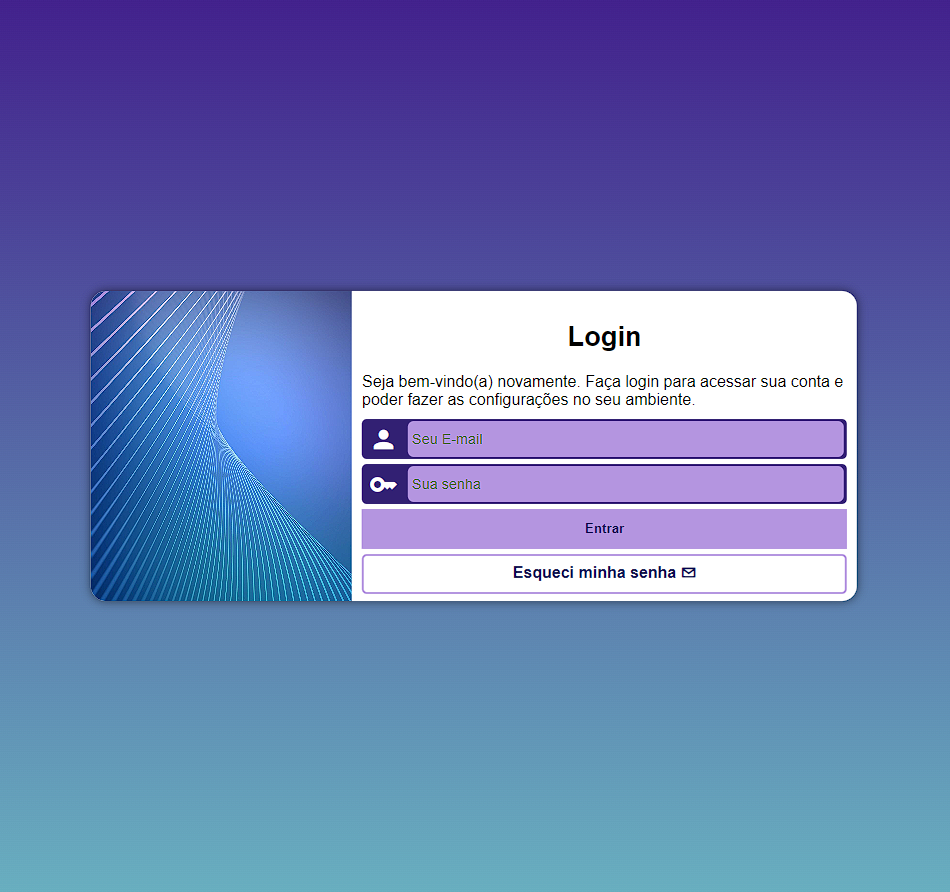 Login
Seja bem-vindo(a) novamente. Faça login para acessar sua conta e
poder fazer as configurações no seu ambiente.
Seu E-mail
Sua senha
Entrar
Esqueci minha senha